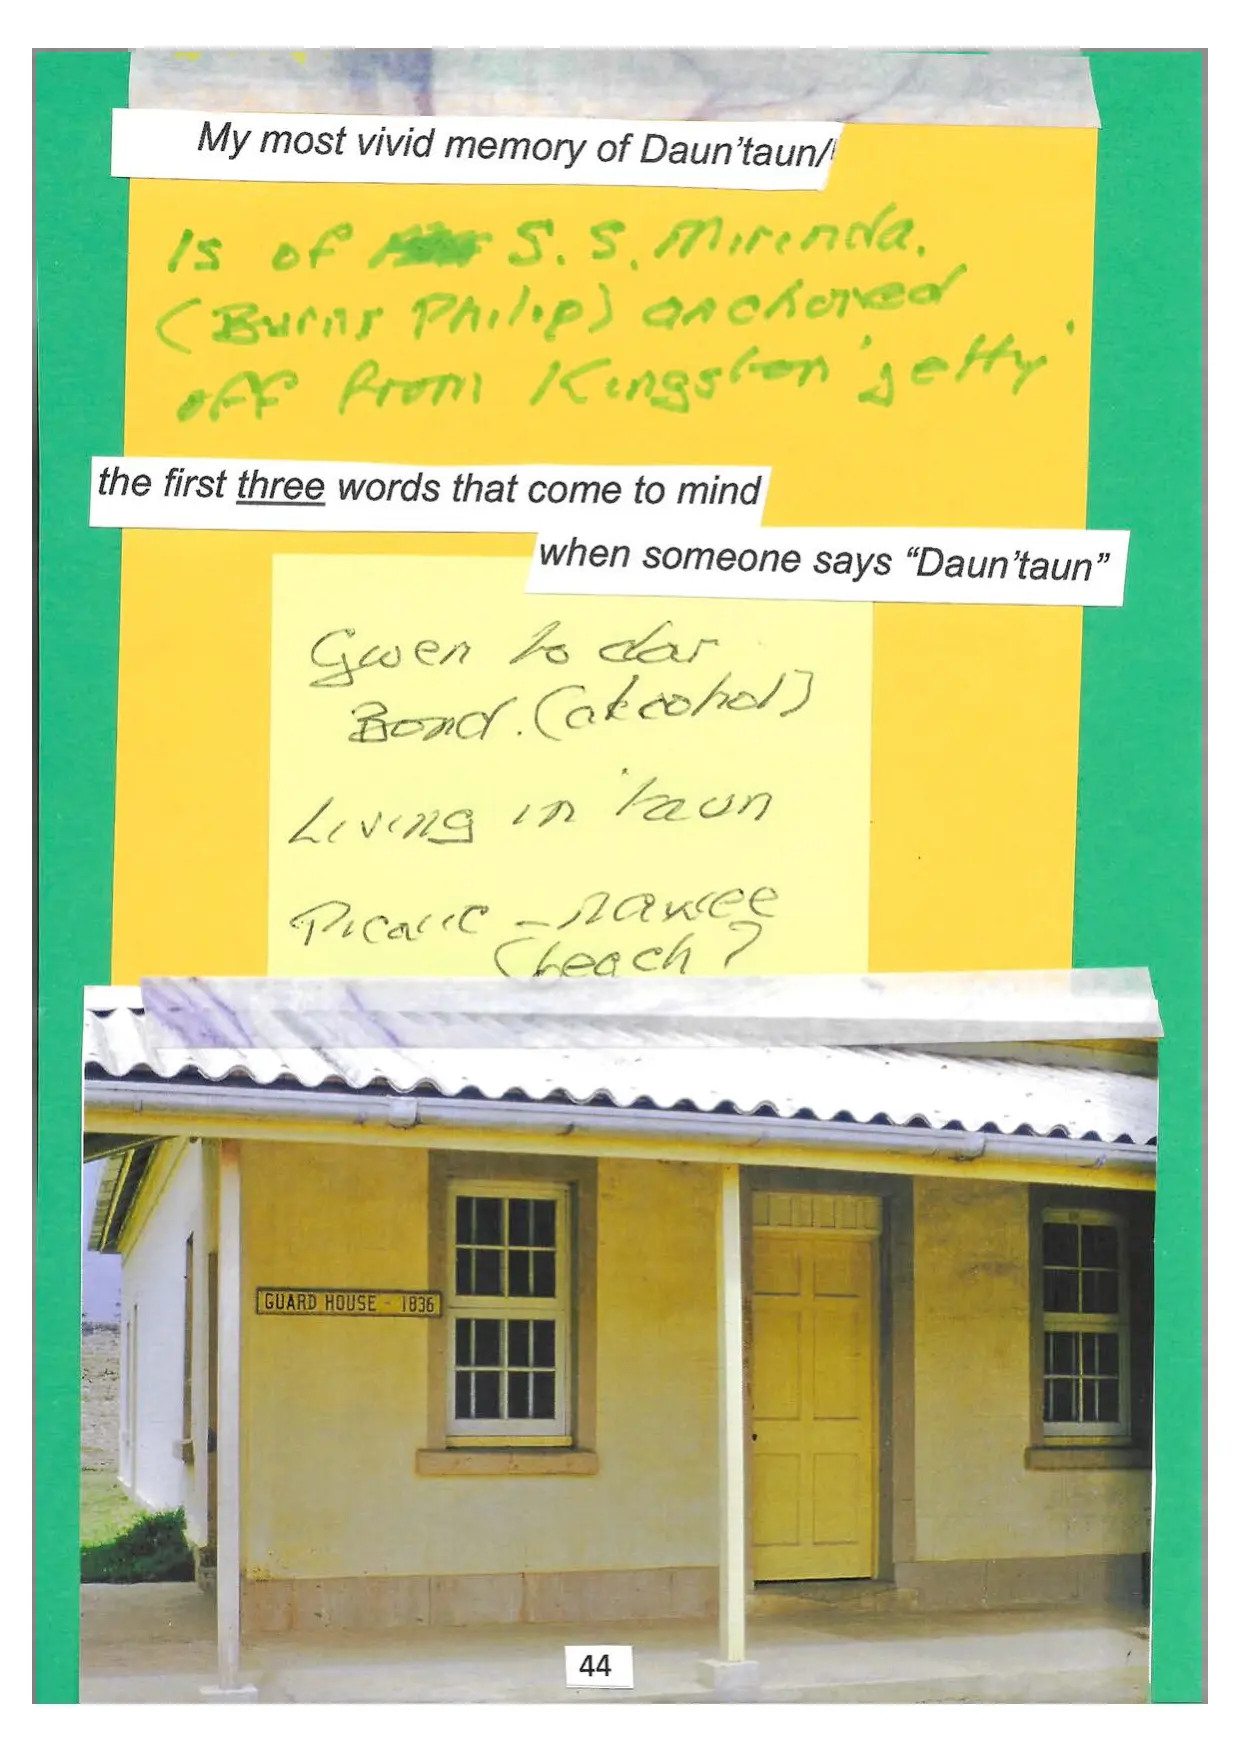 My most vivid memory of Daun'taun/
Is of S. S. Mirinda.
(Burns Philip) anchored
off from Kingston 'jetty'
the first three words that come to mind
when someone says "Daun'taun"
Gwen to dar
Bond. (alcohol)
Living in 'taun
Picnic - nawee
(beach?
GUARD HOUSE - 1836
44